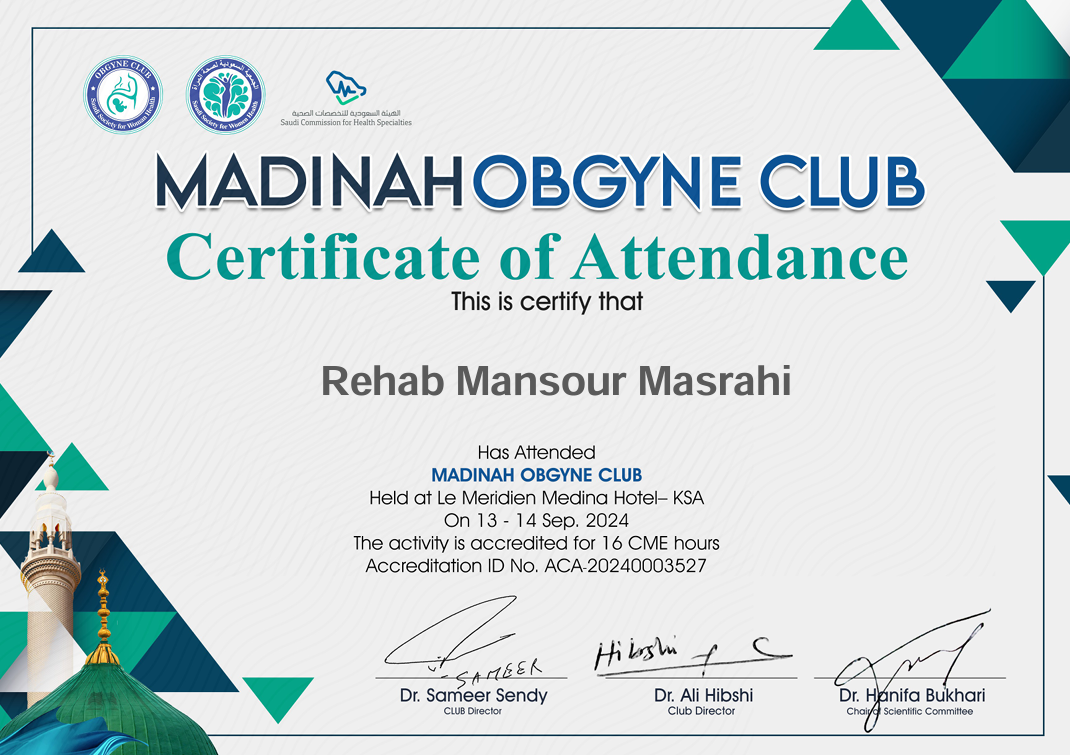 OBGYNE CLUB
Saudi Society for Woman Health
الجمعية السعودية لصحة المرأة
Saudi Society for Women Health
الهيئة السعودية للتخصصات الصحية
Saudi Commission for Health Specialties
MADINAH OBGYNE CLUB
Certificate of Attendance
This is certify that
Rehab Mansour Masrahi
Has Attended
MADINAH OBGYNE CLUB
Held at Le Meridien Medina Hotel– KSA
On 13 - 14 Sep. 2024
The activity is accredited for 16 CME hours
Accreditation ID No. ACA-20240003527
SAMEER
Hibshi
Dr. Sameer Sendy
CLUB Director
Dr. Ali Hibshi
Club Director
Dr. Hanifa Bukhari
Chair of Scientific Committee